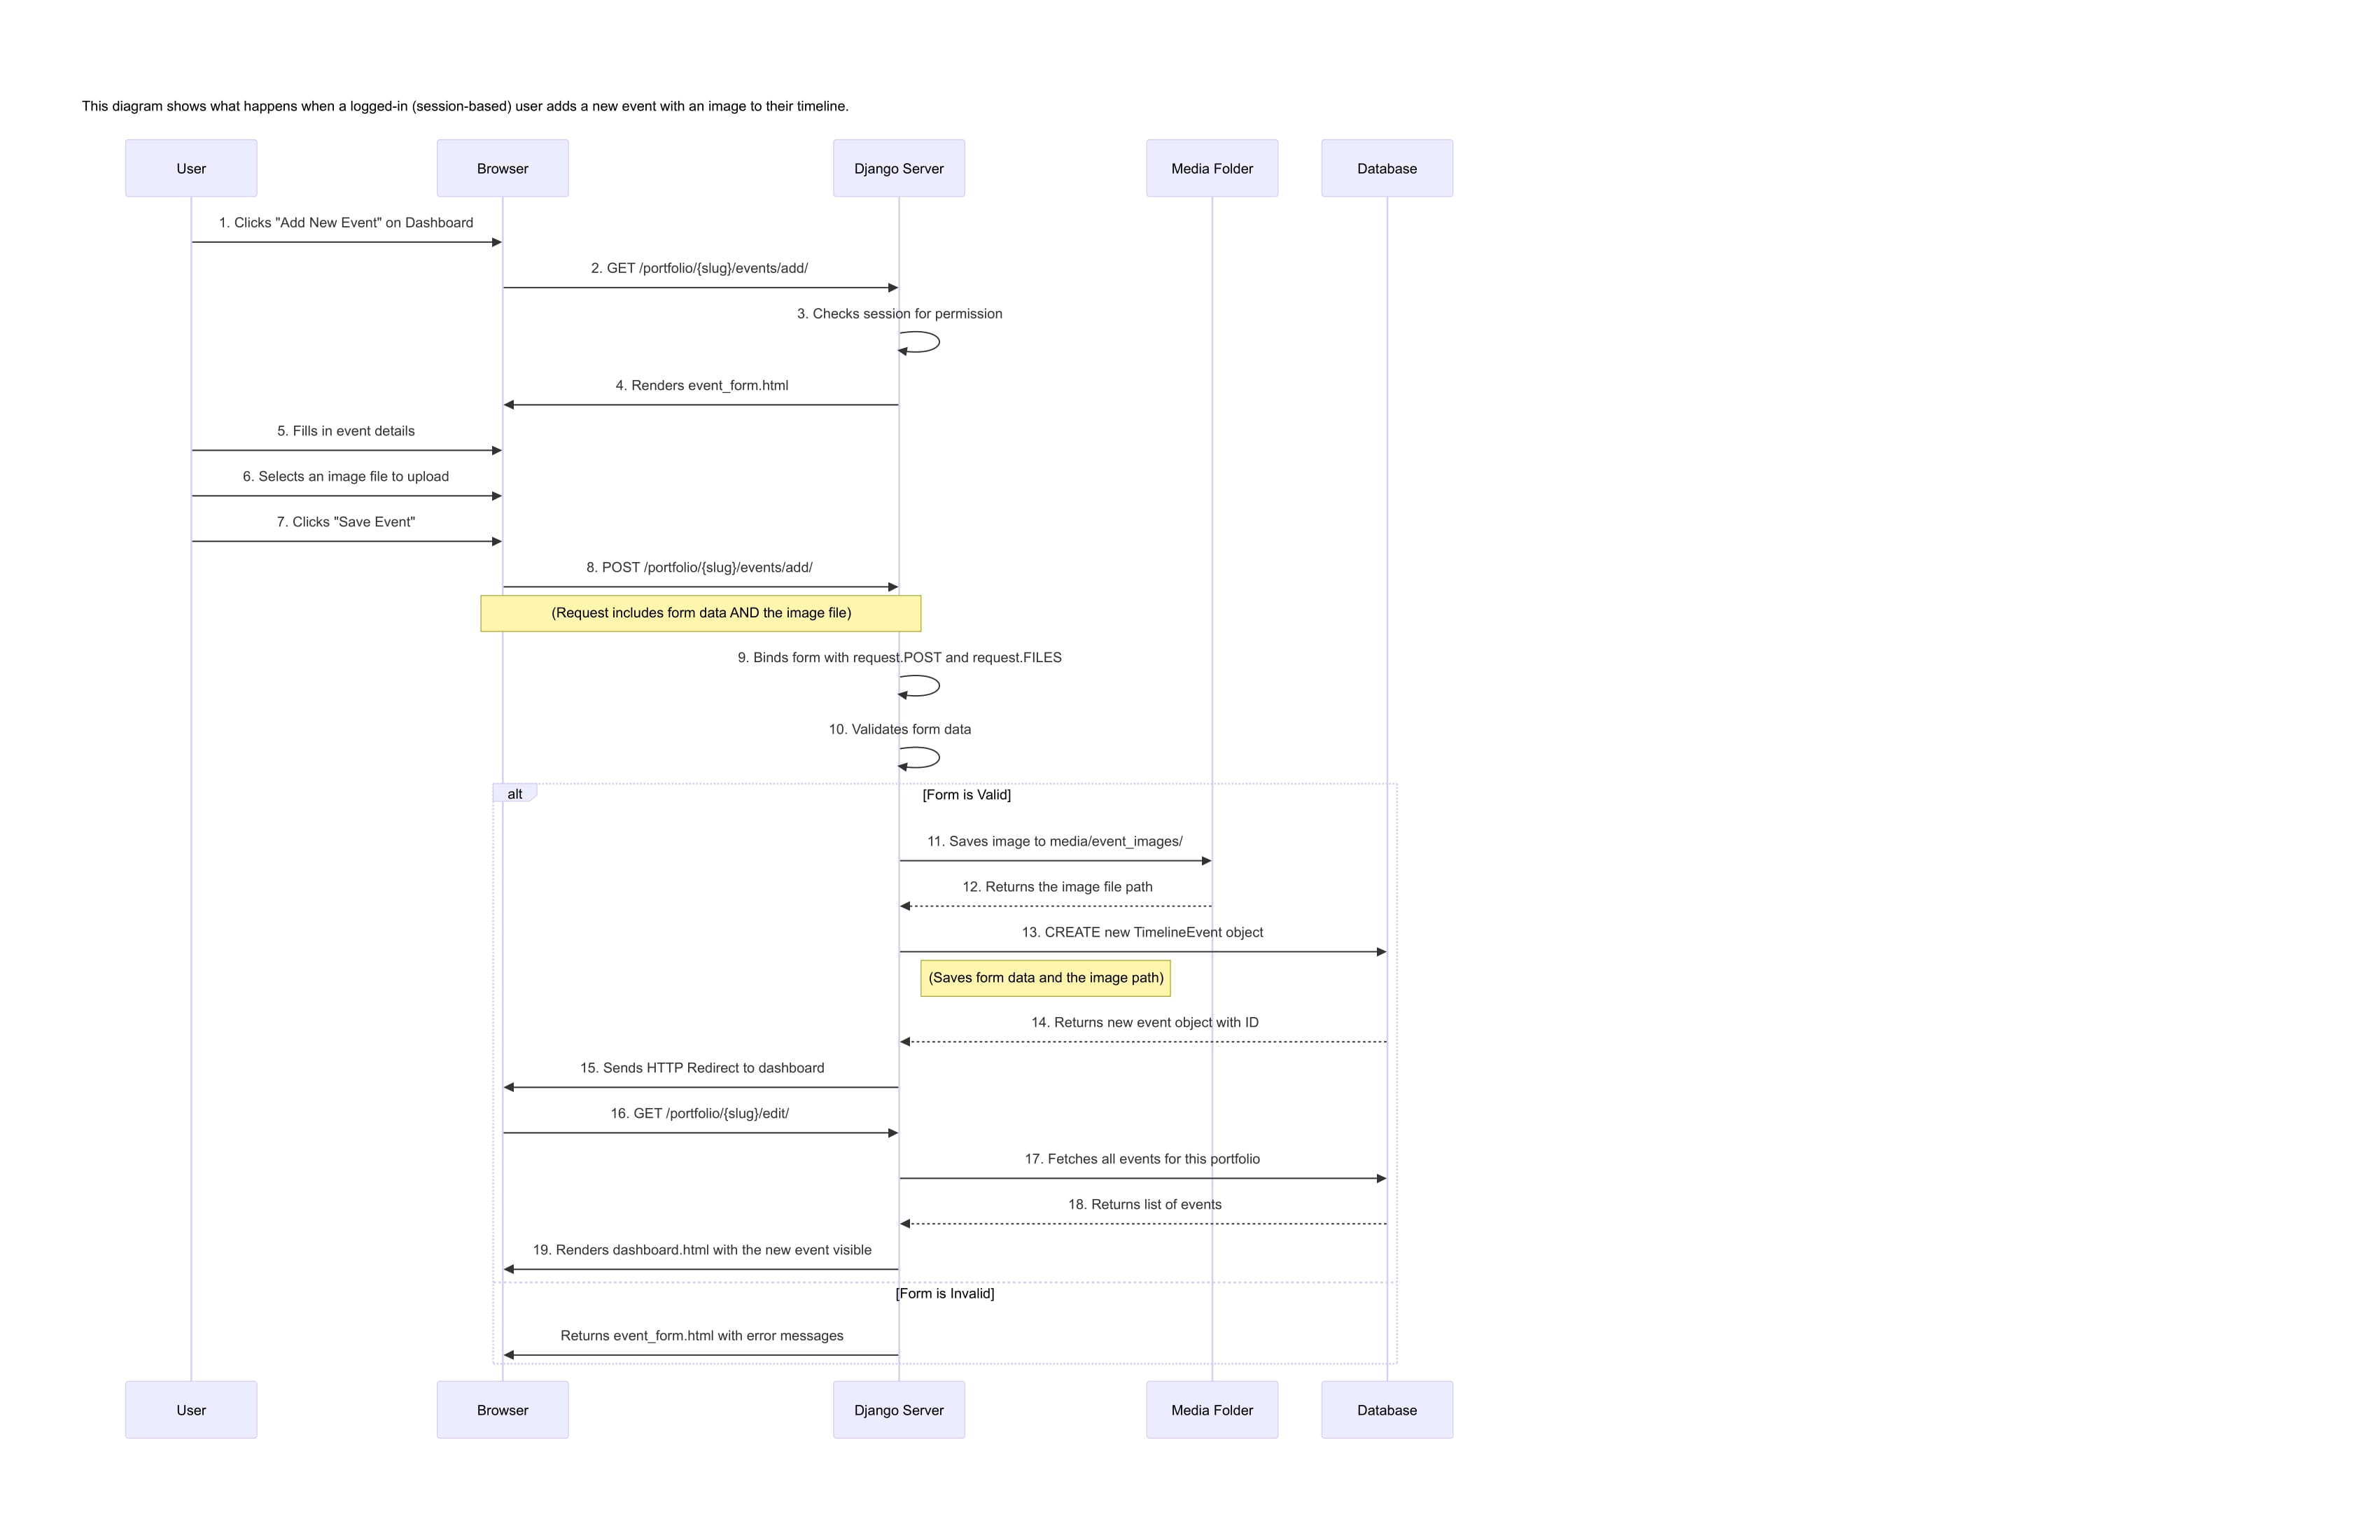 This diagram shows what happens when a logged-in (session-based) user adds a new event with an image to their timeline.
User
Browser
Django Server
Media Folder
Database
1. Clicks "Add New Event" on Dashboard
2. GET /portfolio/{slug}/events/add/
3. Checks session for permission
4. Renders event_form.html
5. Fills in event details
6. Selects an image file to upload
7. Clicks "Save Event"
8. POST /portfolio/{slug}/events/add/
(Request includes form data AND the image file)
9. Binds form with request.POST and request.FILES
10. Validates form data
alt
[Form is Valid]
11. Saves image to media/event_images/
12. Returns the image file path
13. CREATE new TimelineEvent object
(Saves form data and the image path)
14. Returns new event object with ID
15. Sends HTTP Redirect to dashboard
16. GET /portfolio/{slug}/edit/
17. Fetches all events for this portfolio
18. Returns list of events
19. Renders dashboard.html with the new event visible
[Form is Invalid]
Returns event_form.html with error messages
User
Browser
Django Server
Media Folder
Database